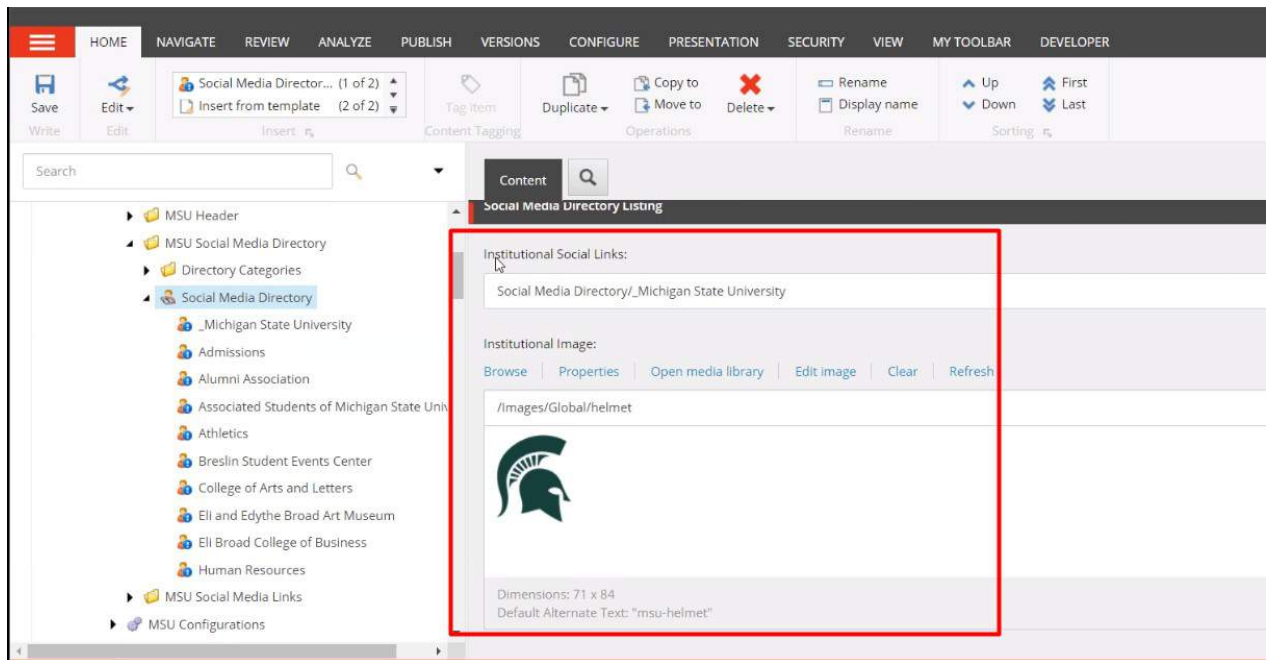 HOME NAVIGATE REVIEW ANALYZE PUBLISH VERSIONS CONFIGURE PRESENTATION SECURITY VIEW MY TOOLBAR DEVELOPER
Save
Write
Edit
Edit
Social Media Director... (1 of 2)
Insert from template (2 of 2)
Insert
Tag item
Content Tagging
Duplicate
Copy to
Move to
Delete
Operations
Rename
Display name
Rename
Up
Down
First
Last
Sorting
Search
MSU Header
MSU Social Media Directory
Directory Categories
Social Media Directory
_Michigan State University
Admissions
Alumni Association
Associated Students of Michigan State Univ
Athletics
Breslin Student Events Center
College of Arts and Letters
Eli and Edythe Broad Art Museum
Eli Broad College of Business
Human Resources
MSU Social Media Links
MSU Configurations
Content
Social Media Directory Listing
Institutional Social Links:
Social Media Directory/_Michigan State University
Institutional Image:
Browse Properties Open media library Edit image Clear Refresh
/Images/Global/helmet
Dimensions: 71 x 84
Default Alternate Text: "msu-helmet"